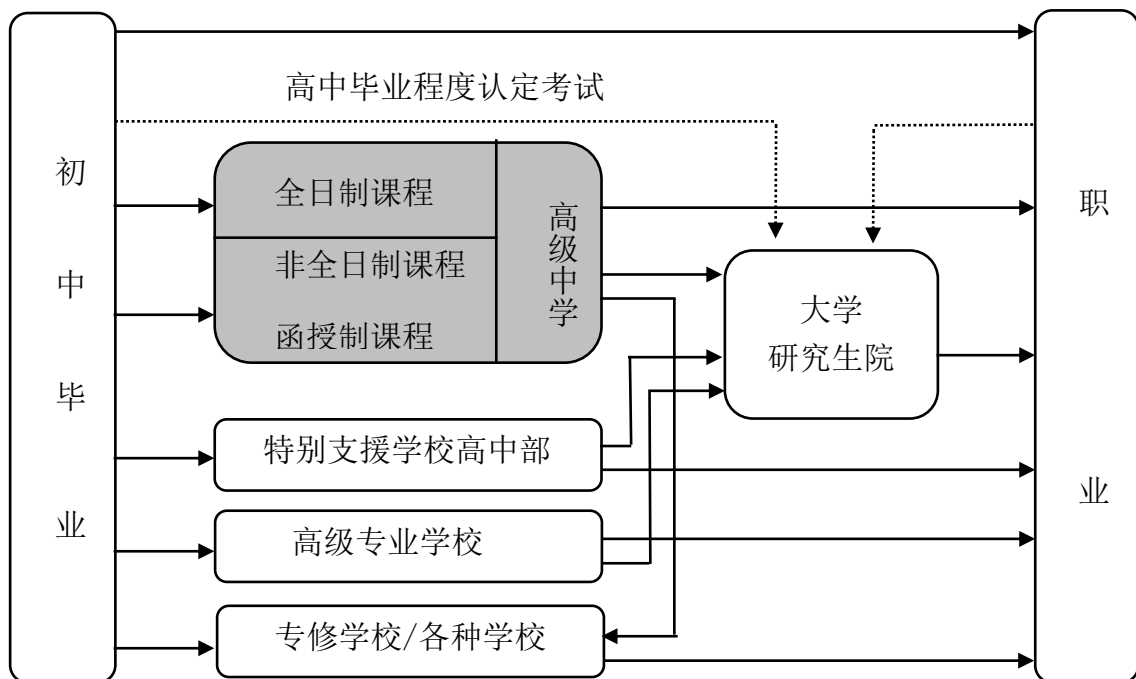 初中毕业
高中毕业程度认定考试
全日制课程
非全日制课程
函授制课程
高级中学
大学
研究生院
特别支援学校高中部
高级专业学校
专修学校/各种学校
职业